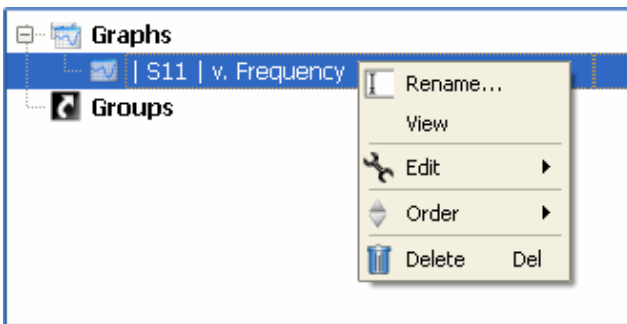 Graphs
| S11 | v. Frequency
Groups
Rename...
View
Edit
Order
Delete Del